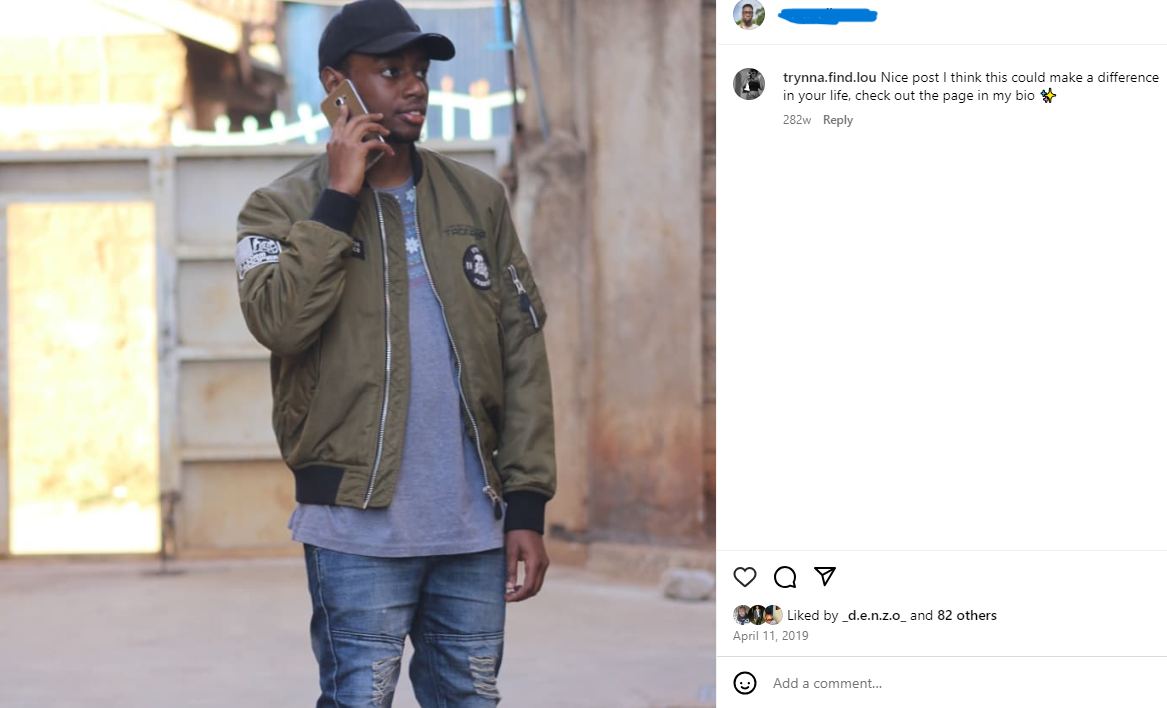 trynna.find.lou Nice post I think this could make a difference
in your life, check out the page in my bio ✨
282w Reply
Liked by _d.e.n.z.o_ and 82 others
April 11, 2019
Add a comment...